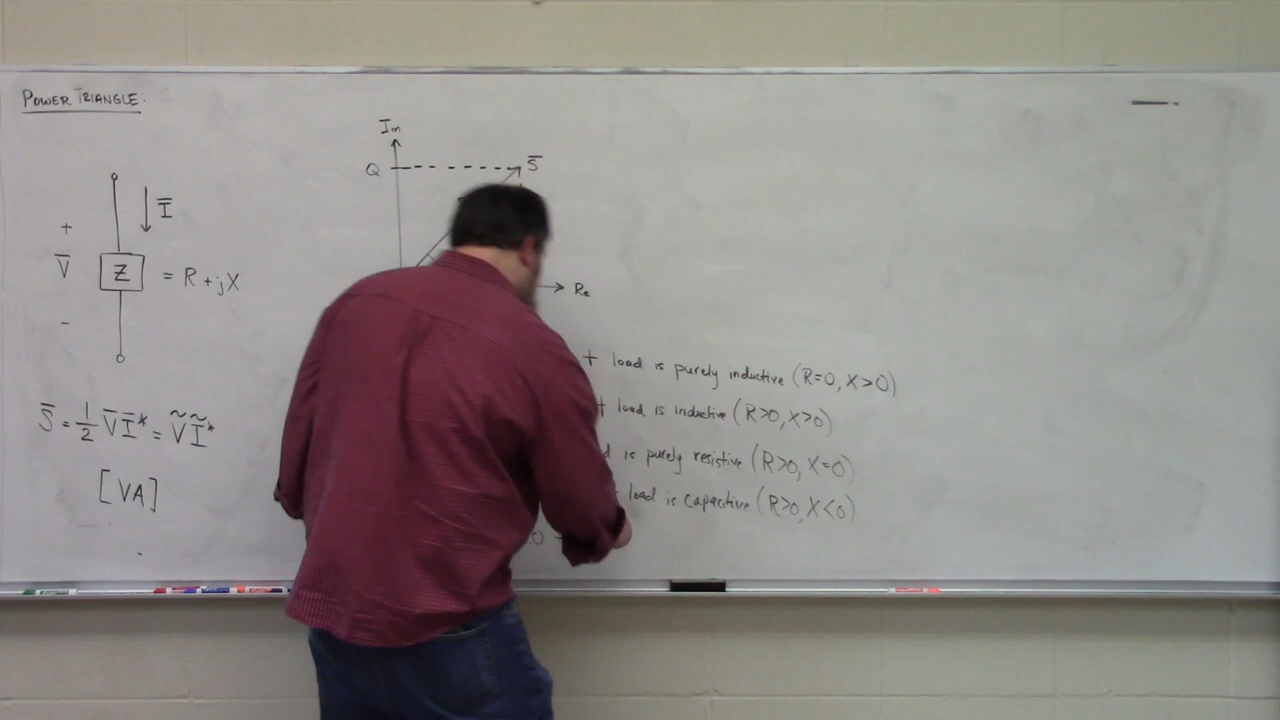 POWER TRIANGLE.
Im
Q
S̅
I̅
+
V̅
Z
= R + jX
-
Re
load is purely inductive (R=0, X>0)
load is inductive (R>0, X>0)
is purely resistive (R>0, X=0)
load is capacitive (R>0, X<0)
0
S̅ = 1/2 V̅ I̅* = Ṽ Ĩ*
[VA]